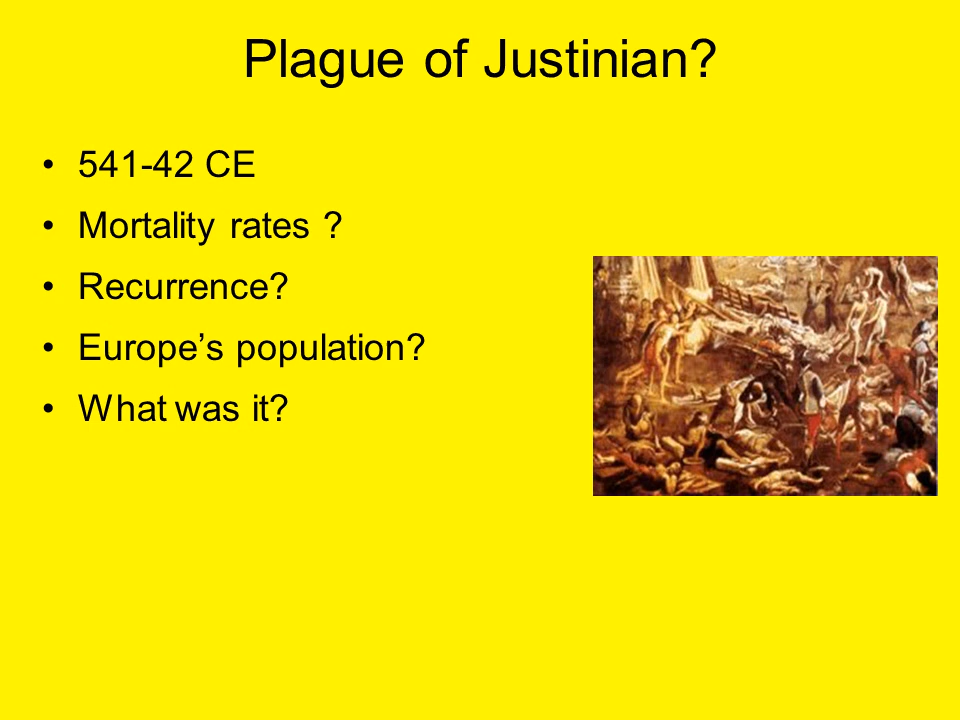 Plague of Justinian?
• 541-42 CE
• Mortality rates ?
• Recurrence?
• Europe’s population?
• What was it?